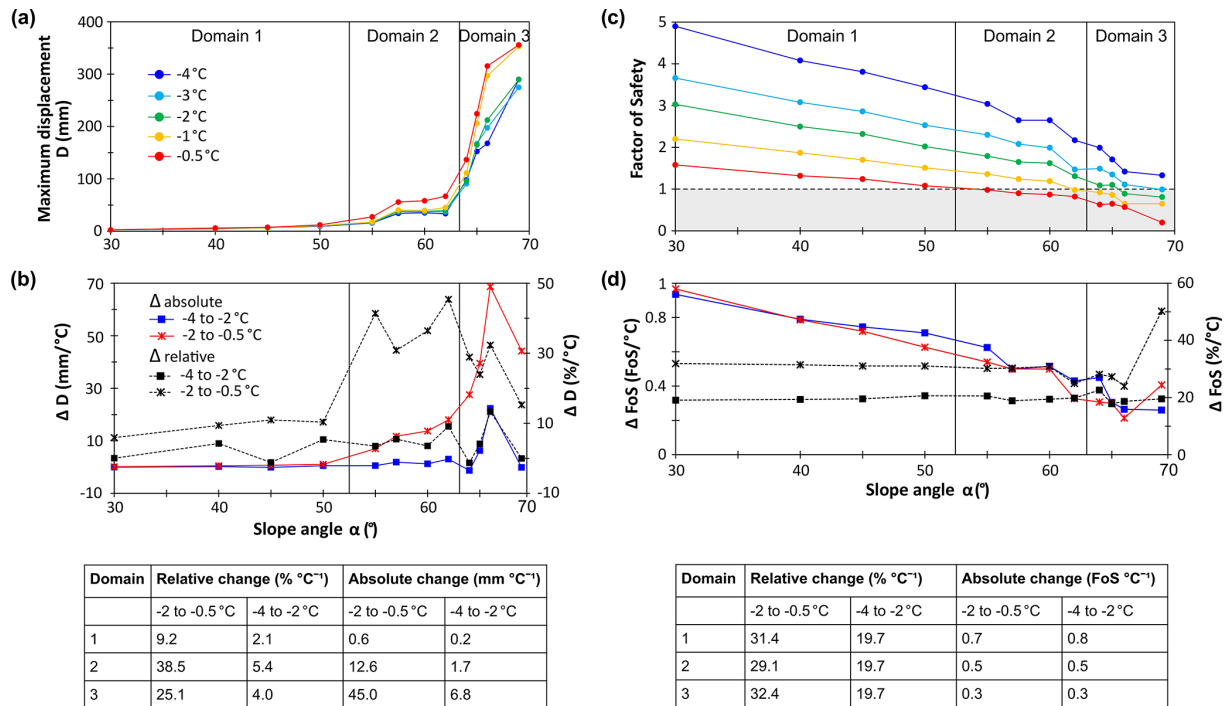 (a)
Maximum displacement
D (mm)
400
300
200
100
0
Domain 1
Domain 2
Domain 3
-4 °C
-3 °C
-2 °C
-1 °C
-0.5 °C
30
40
50
60
70
(b)
Δ D (mm/°C)
70
50
30
10
-10
Δ absolute
-4 to -2 °C
-2 to -0.5 °C
Δ relative
-4 to -2 °C
-2 to -0.5 °C
50
40
30
20
10
0
-10
Δ D (%/°C)
30
40
50
60
70
Slope angle α (°)
Domain Relative change (% °C⁻¹) Absolute change (mm °C⁻¹)
-2 to -0.5 °C -4 to -2 °C -2 to -0.5 °C -4 to -2 °C
1 9.2 2.1 0.6 0.2
2 38.5 5.4 12.6 1.7
3 25.1 4.0 45.0 6.8
(c)
Factor of Safety
5
4
3
2
1
0
Domain 1
Domain 2
Domain 3
30
40
50
60
70
(d)
Δ FoS (FoS/°C)
1
0.8
0.4
0
60
40
20
0
Δ FoS (%/°C)
30
40
50
60
70
Slope angle α (°)
Domain Relative change (% °C⁻¹) Absolute change (FoS °C⁻¹)
-2 to -0.5 °C -4 to -2 °C -2 to -0.5 °C -4 to -2 °C
1 31.4 19.7 0.7 0.8
2 29.1 19.7 0.5 0.5
3 32.4 19.7 0.3 0.3